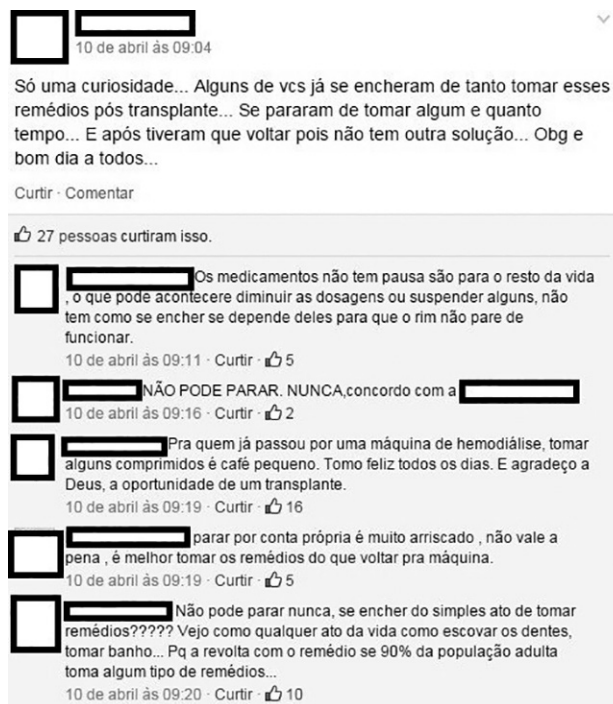 10 de abril às 09:04
Só uma curiosidade... Alguns de vcs já se encheram de tanto tomar esses
remédios pós transplante... Se pararam de tomar algum e quanto
tempo... E após tiveram que voltar pois não tem outra solução... Obg e
bom dia a todos...
Curtir · Comentar
27 pessoas curtiram isso.
Os medicamentos não tem pausa são para o resto da vida
, o que pode acontecere diminuir as dosagens ou suspender alguns, não
tem como se encher se depende deles para que o rim não pare de
funcionar.
10 de abril às 09:11 · Curtir · 5
NÃO PODE PARAR. NUNCA,concordo com a
10 de abril às 09:16 · Curtir · 2
Pra quem já passou por uma máquina de hemodiálise, tomar
alguns comprimidos é café pequeno. Tomo feliz todos os dias. E agradeço a
Deus, a oportunidade de um transplante.
10 de abril às 09:19 · Curtir · 16
parar por conta própria é muito arriscado , não vale a
pena , é melhor tomar os remédios do que voltar pra máquina.
10 de abril às 09:19 · Curtir · 5
Não pode parar nunca, se encher do simples ato de tomar
remédios????? Vejo como qualquer ato da vida como escovar os dentes,
tomar banho... Pq a revolta com o remédio se 90% da população adulta
toma algum tipo de remédios...
10 de abril às 09:20 · Curtir · 10